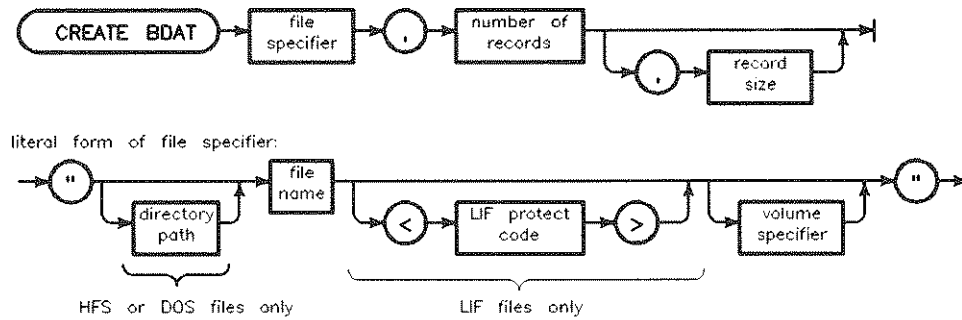 CREATE BDAT
file
specifier
,
number of
records
,
record
size
literal form of file specifier:
"
directory
path
file
name
<
LIF protect
code
>
volume
specifier
"
HFS or DOS files only
LIF files only